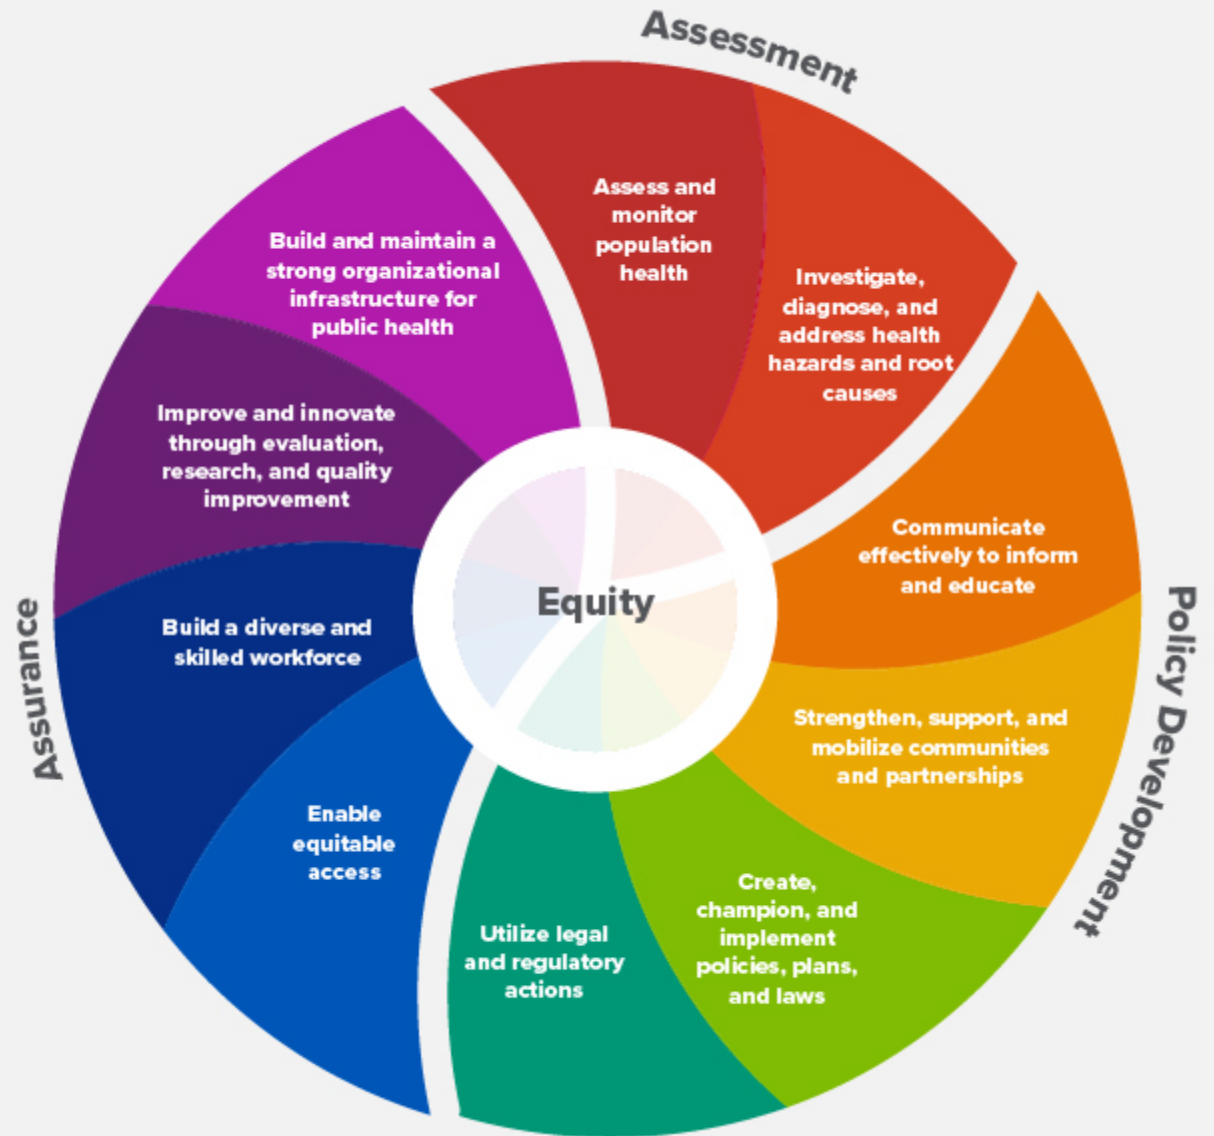 Assessment
Assess and
monitor
population
health
Investigate,
diagnose, and
address health
hazards and root
causes
Communicate
effectively to inform
and educate
Policy Development
Strengthen, support, and
mobilize communities
and partnerships
Create,
champion, and
implement
policies, plans,
and laws
Utilize legal
and regulatory
actions
Enable
equitable
access
Assurance
Build a diverse and
skilled workforce
Improve and innovate
through evaluation,
research, and quality
improvement
Build and maintain a
strong organizational
infrastructure for
public health
Equity